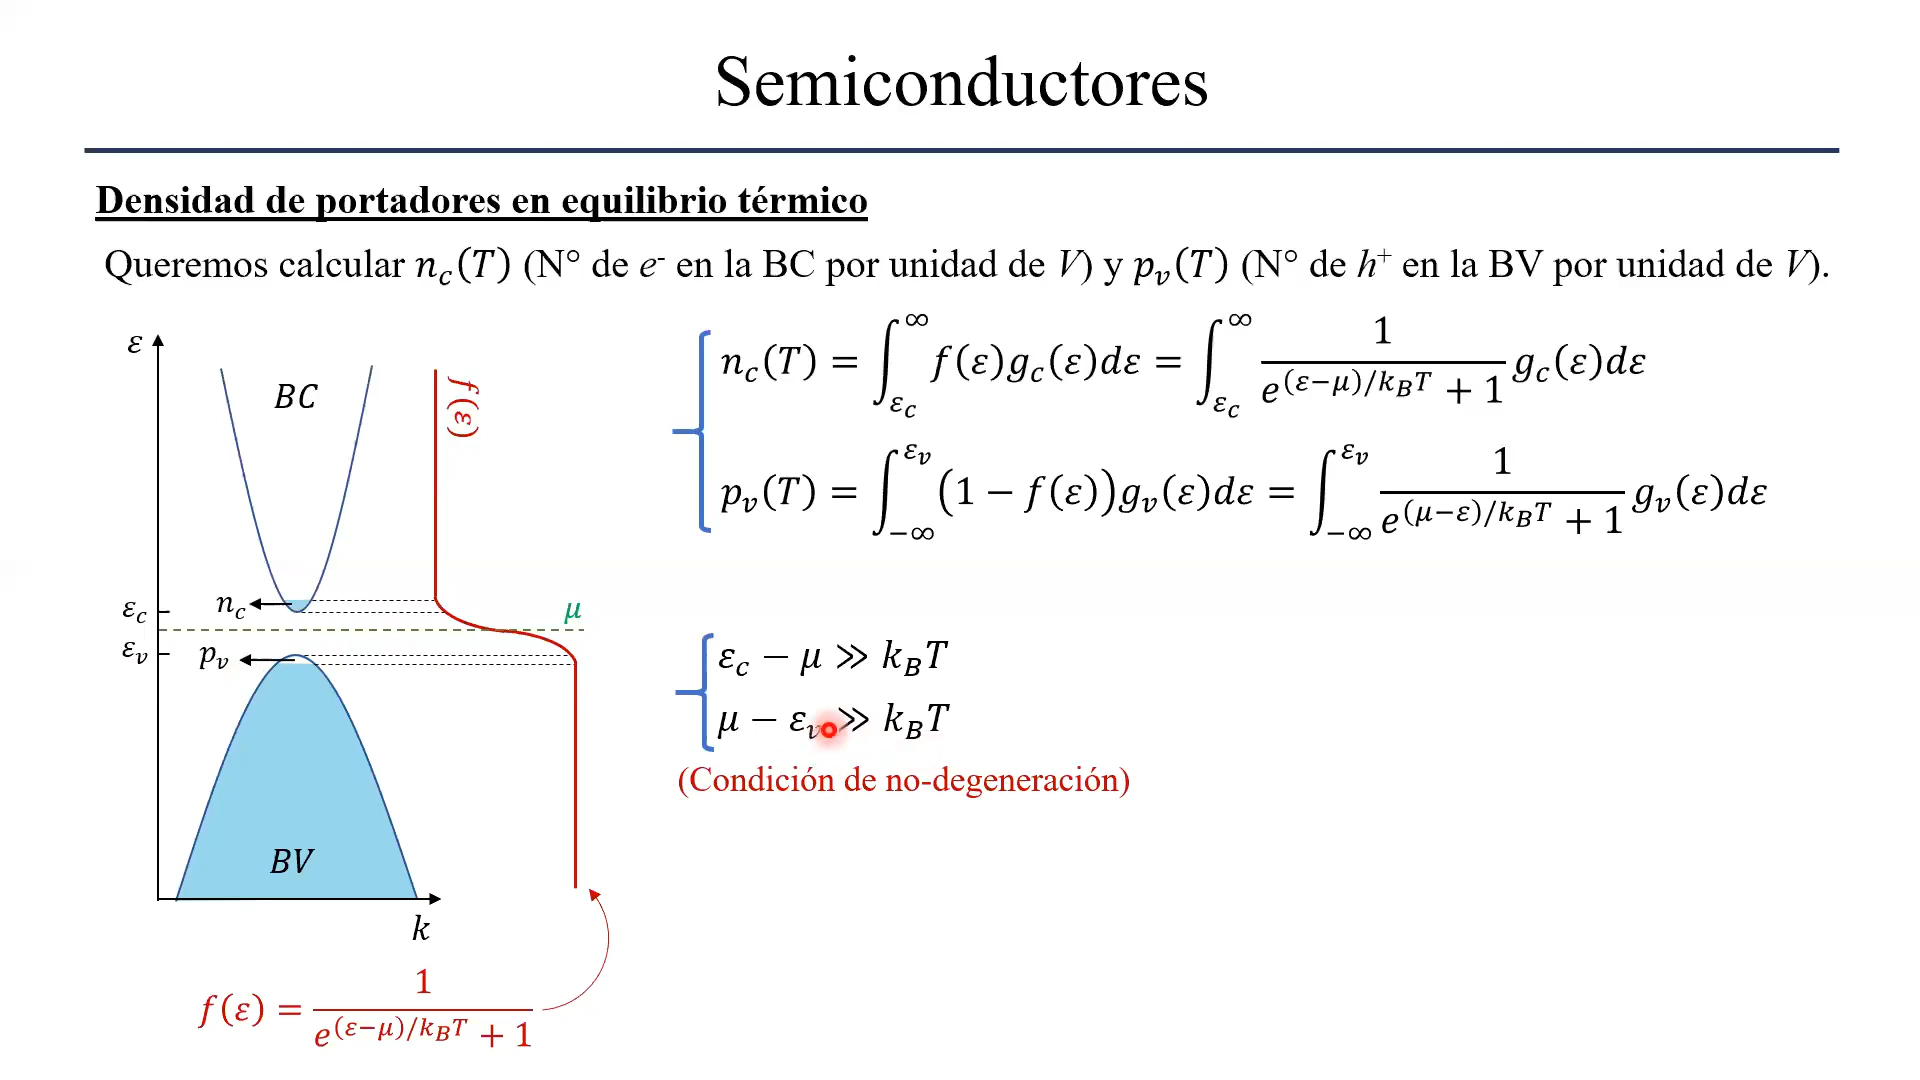 Semiconductores
Densidad de portadores en equilibrio térmico
Queremos calcular n_c(T) (N° de e⁻ en la BC por unidad de V) y p_v(T) (N° de h⁺ en la BV por unidad de V).
n_c(T) = ∫_{ε_c}^{∞} f(ε)g_c(ε)dε = ∫_{ε_c}^{∞} 1/(e^{(ε−μ)/k_BT} + 1) g_c(ε)dε
p_v(T) = ∫_{−∞}^{ε_v} (1 − f(ε))g_v(ε)dε = ∫_{−∞}^{ε_v} 1/(e^{(μ−ε)/k_BT} + 1) g_v(ε)dε
ε
BC
f(ε)
ε_c
n_c
μ
ε_v
p_v
BV
k
ε_c − μ ≫ k_BT
μ − ε_v ≫ k_BT
(Condición de no-degeneración)
f(ε) = 1/(e^{(ε−μ)/k_BT} + 1)